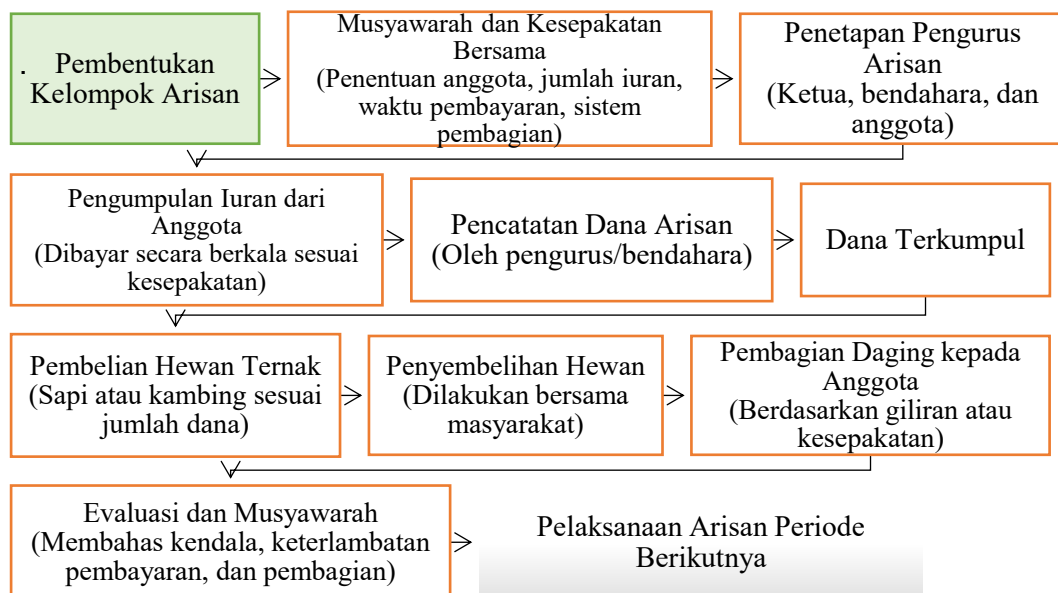 Pembentukan
Kelompok Arisan
Musyawarah dan Kesepakatan
Bersama
(Penentuan anggota, jumlah iuran,
waktu pembayaran, sistem
pembagian)
Penetapan Pengurus
Arisan
(Ketua, bendahara, dan
anggota)
Pengumpulan Iuran dari
Anggota
(Dibayar secara berkala sesuai
kesepakatan)
Pencatatan Dana Arisan
(Oleh pengurus/bendahara)
Dana Terkumpul
Pembelian Hewan Ternak
(Sapi atau kambing sesuai
jumlah dana)
Penyembelihan Hewan
(Dilakukan bersama
masyarakat)
Pembagian Daging kepada
Anggota
(Berdasarkan giliran atau
kesepakatan)
Evaluasi dan Musyawarah
(Membahas kendala, keterlambatan
pembayaran, dan pembagian)
Pelaksanaan Arisan Periode
Berikutnya